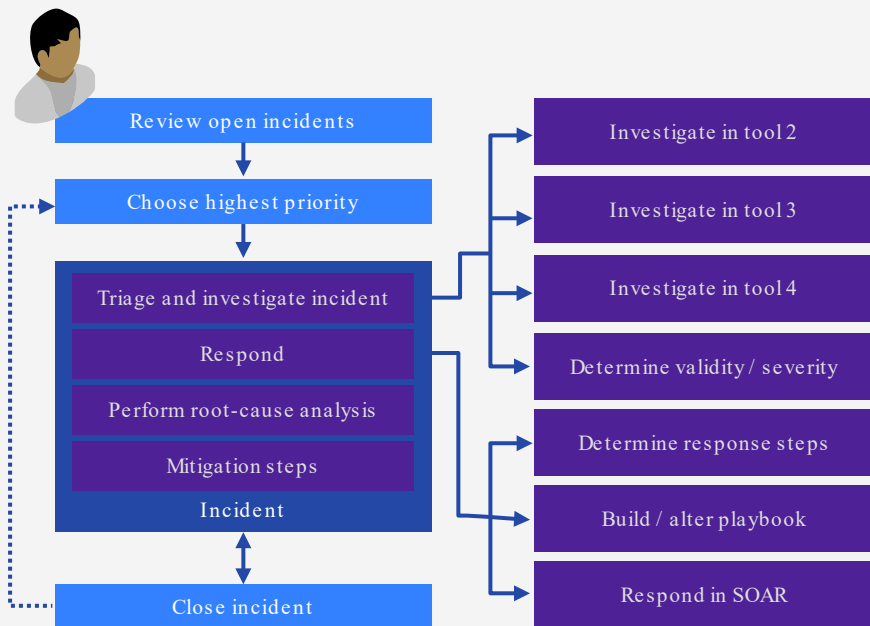 Review open incidents
Choose highest priority
Triage and investigate incident
Respond
Perform root-cause analysis
Mitigation steps
Incident
Close incident
Investigate in tool 2
Investigate in tool 3
Investigate in tool 4
Determine validity / severity
Determine response steps
Build / alter playbook
Respond in SOAR